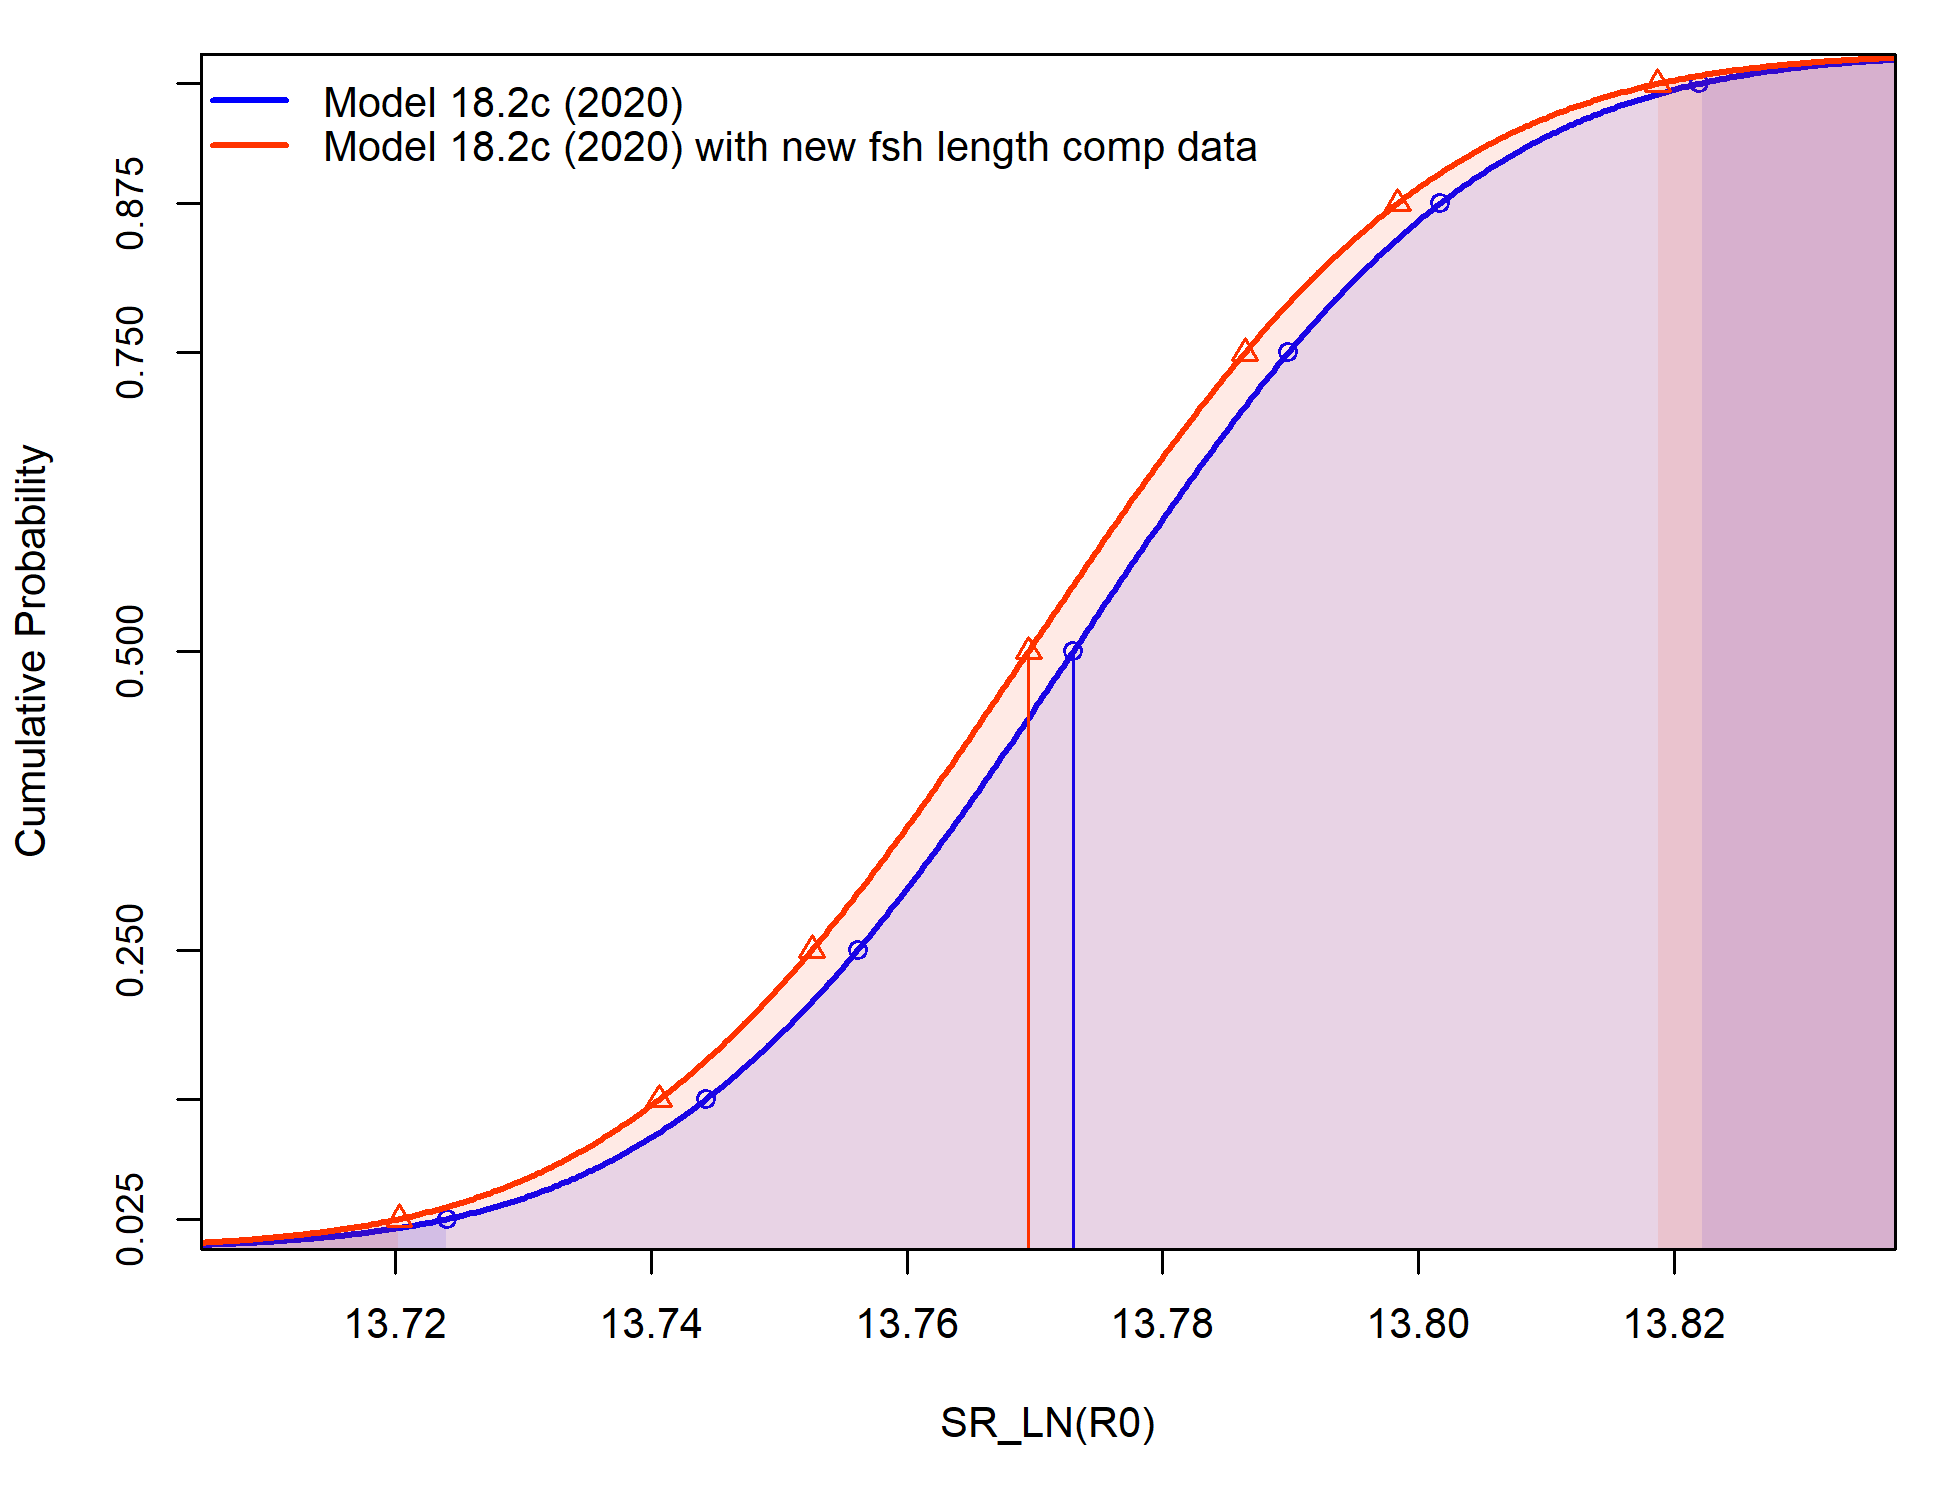 Model 18.2c (2020)
Model 18.2c (2020) with new fsh length comp data
Cumulative Probability
0.875
0.750
0.500
0.250
0.025
13.72 13.74 13.76 13.78 13.80 13.82
SR_LN(R0)